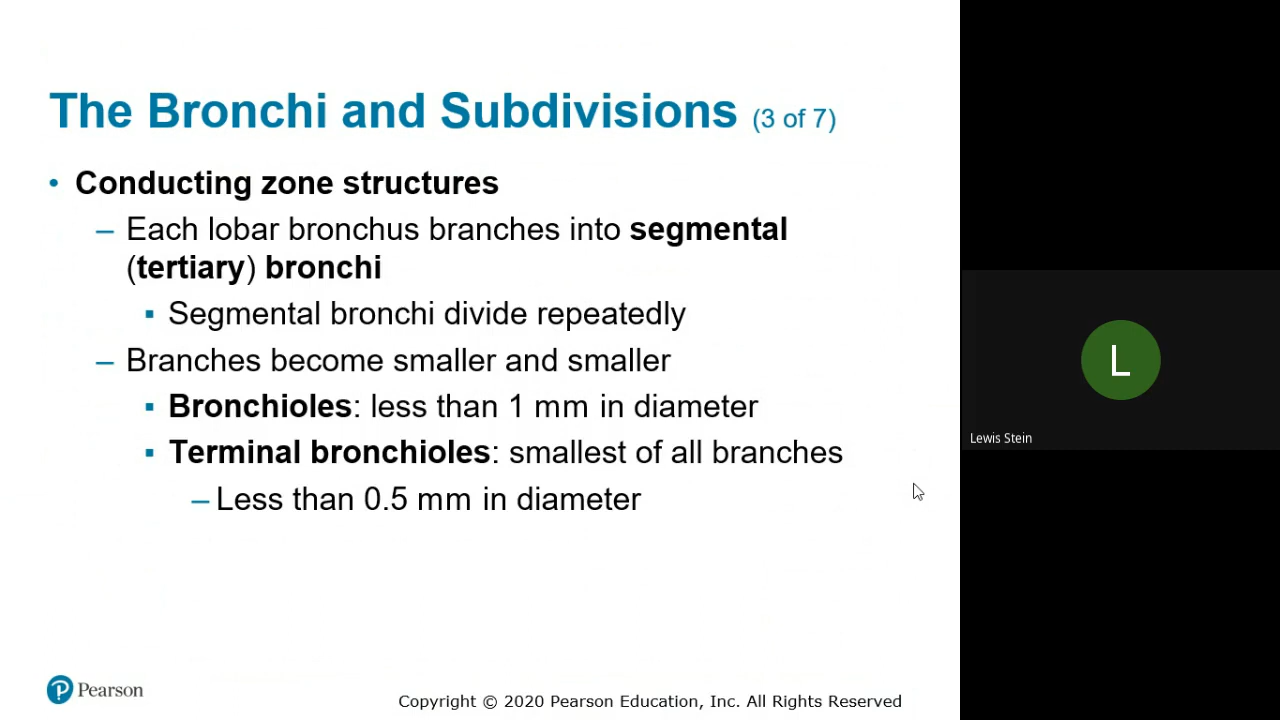 The Bronchi and Subdivisions (3 of 7)
• Conducting zone structures
– Each lobar bronchus branches into segmental
(tertiary) bronchi
▪ Segmental bronchi divide repeatedly
– Branches become smaller and smaller
▪ Bronchioles: less than 1 mm in diameter
▪ Terminal bronchioles: smallest of all branches
– Less than 0.5 mm in diameter
L
Lewis Stein
P Pearson
Copyright © 2020 Pearson Education, Inc. All Rights Reserved